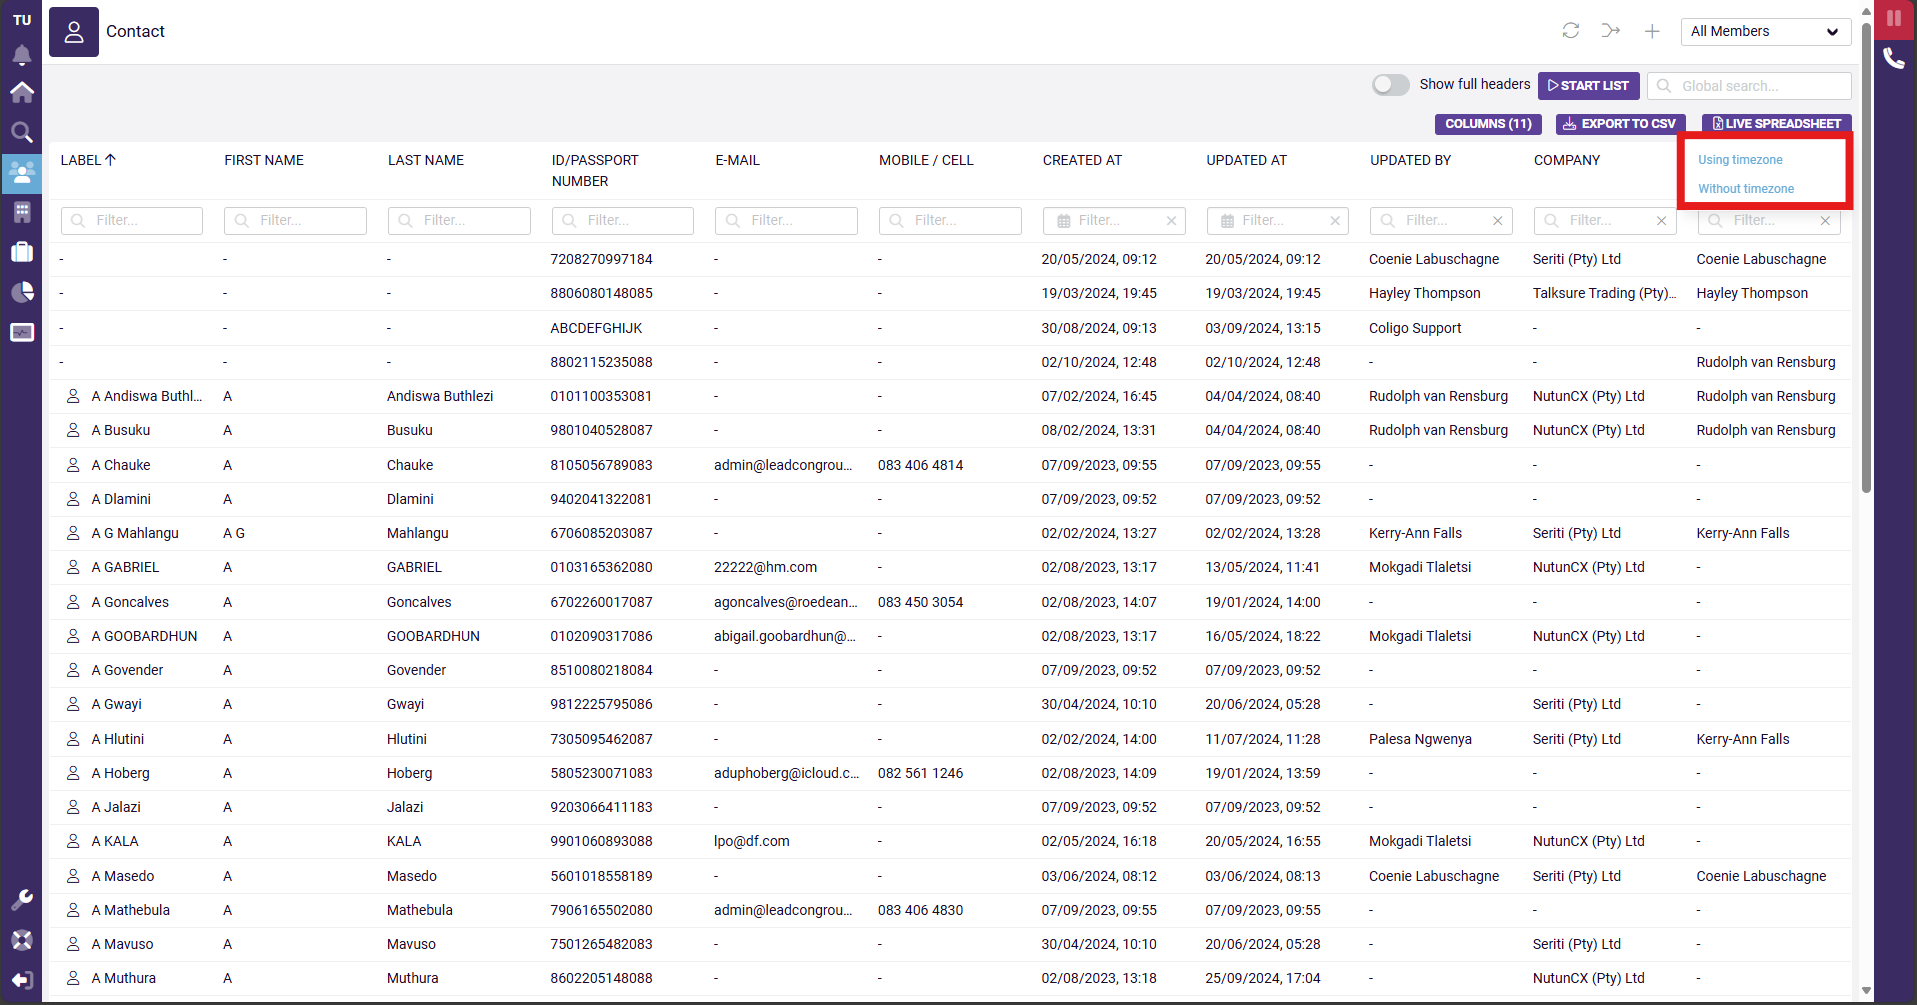 TU
Contact
All Members
Show full headers
START LIST
Global search...
COLUMNS (11)
EXPORT TO CSV
LIVE SPREADSHEET
Using timezone
Without timezone
LABEL FIRST NAME LAST NAME ID/PASSPORT NUMBER E-MAIL MOBILE / CELL CREATED AT UPDATED AT UPDATED BY COMPANY
Filter... Filter... Filter... Filter... Filter... Filter... Filter... Filter... Filter... Filter... Filter...
- - - 7208270997184 - - 20/05/2024, 09:12 20/05/2024, 09:12 Coenie Labuschagne Seriti (Pty) Ltd Coenie Labuschagne
- - - 8806080148085 - - 19/03/2024, 19:45 19/03/2024, 19:45 Hayley Thompson Talksure Trading (Pty)... Hayley Thompson
- - - ABCDEFGHIJK - - 30/08/2024, 09:13 03/09/2024, 13:15 Coligo Support - -
- - - 8802115235088 - - 02/10/2024, 12:48 02/10/2024, 12:48 - - Rudolph van Rensburg
A Andiswa Buthl... A Andiswa Buthlezi 0101100353081 - - 07/02/2024, 16:45 04/04/2024, 08:40 Rudolph van Rensburg NutunCX (Pty) Ltd Rudolph van Rensburg
A Busuku A Busuku 9801040528087 - - 08/02/2024, 13:31 04/04/2024, 08:40 Rudolph van Rensburg NutunCX (Pty) Ltd Rudolph van Rensburg
A Chauke A Chauke 8105056789083 admin@leadcongrou... 083 406 4814 07/09/2023, 09:55 07/09/2023, 09:55 - - -
A Dlamini A Dlamini 9402041322081 - - 07/09/2023, 09:52 07/09/2023, 09:52 - - -
A G Mahlangu A G Mahlangu 6706085203087 - - 02/02/2024, 13:27 02/02/2024, 13:28 Kerry-Ann Falls Seriti (Pty) Ltd Kerry-Ann Falls
A GABRIEL A GABRIEL 0103165362080 22222@hm.com - 02/08/2023, 13:17 13/05/2024, 11:41 Mokgadi Tlaletsi NutunCX (Pty) Ltd -
A Goncalves A Goncalves 6702260017087 agoncalves@roedean... 083 450 3054 02/08/2023, 14:07 19/01/2024, 14:00 - - -
A GOOBARDHUN A GOOBARDHUN 0102090317086 abigail.goobardhun@... - 02/08/2023, 13:17 16/05/2024, 18:22 Mokgadi Tlaletsi NutunCX (Pty) Ltd -
A Govender A Govender 8510080218084 - - 07/09/2023, 09:52 07/09/2023, 09:52 - - -
A Gwayi A Gwayi 9812225795086 - - 30/04/2024, 10:10 20/06/2024, 05:28 - Seriti (Pty) Ltd -
A Hlutini A Hlutini 7305095462087 - - 02/02/2024, 14:00 11/07/2024, 11:28 Palesa Ngwenya Seriti (Pty) Ltd Kerry-Ann Falls
A Hoberg A Hoberg 5805230071083 aduphoberg@icloud.c... 082 561 1246 02/08/2023, 14:09 19/01/2024, 13:59 - - -
A Jalazi A Jalazi 9203066411183 - - 07/09/2023, 09:52 07/09/2023, 09:52 - - -
A KALA A KALA 9901060893088 lpo@df.com - 02/05/2024, 16:18 20/05/2024, 16:55 Mokgadi Tlaletsi NutunCX (Pty) Ltd -
A Masedo A Masedo 5601018558189 - - 03/06/2024, 08:12 03/06/2024, 08:13 Coenie Labuschagne Seriti (Pty) Ltd Coenie Labuschagne
A Mathebula A Mathebula 7906165502080 admin@leadcongrou... 083 406 4830 07/09/2023, 09:55 07/09/2023, 09:55 - - -
A Mavuso A Mavuso 7501265482083 - - 30/04/2024, 10:10 20/06/2024, 05:28 - Seriti (Pty) Ltd -
A Muthura A Muthura 8602205148088 - - 02/08/2023, 13:18 25/09/2024, 17:04 - NutunCX (Pty) Ltd -